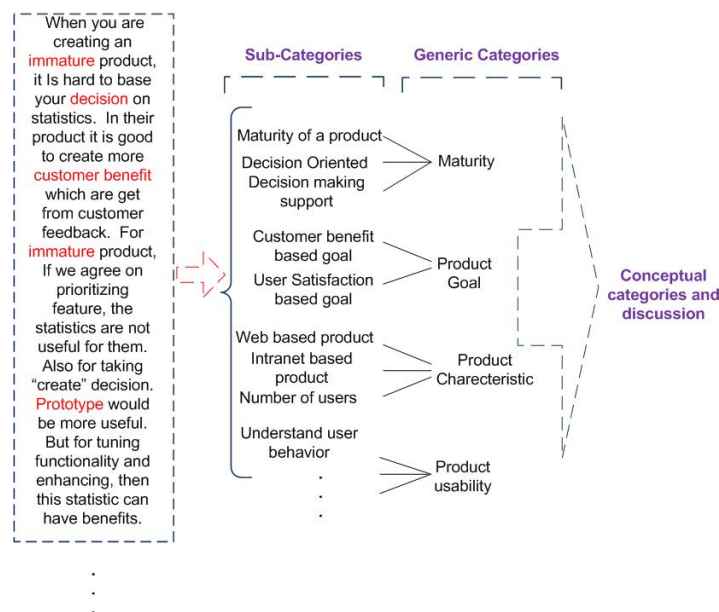 When you are
creating an
immature product,
it Is hard to base
your decision on
statistics. In their
product it is good
to create more
customer benefit
which are get
from customer
feedback. For
immature product,
If we agree on
prioritizing
feature, the
statistics are not
useful for them.
Also for taking
“create” decision.
Prototype would
be more useful.
But for tuning
functionality and
enhancing, then
this statistic can
have benefits.
Sub-Categories
Maturity of a product
Decision Oriented
Decision making
support
Customer benefit
based goal
User Satisfaction
based goal
Web based product
Intranet based
product
Number of users
Understand user
behavior
Generic Categories
Maturity
Product
Goal
Product
Charecteristic
Product
usability
Conceptual
categories and
discussion